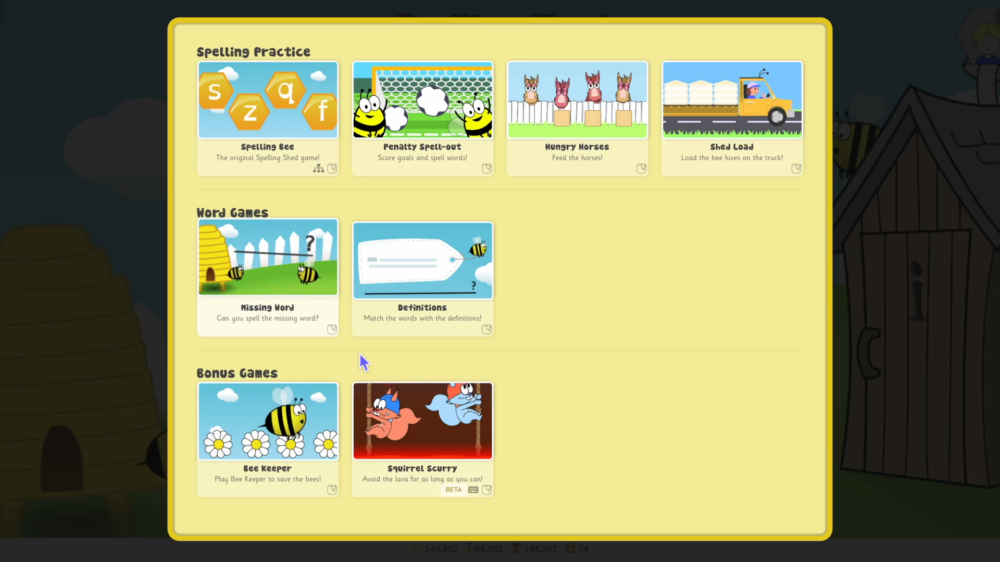 Spelling Practice
s z q f
Spelling Bee
The original Spelling Shed game!
Penalty Spell-out
Score goals and spell words!
Hungry Horses
Feed the horses!
Shed Load
Load the bee hives on the truck!
Word Games
?
Missing Word
Can you spell the missing word?
?
Definitions
Match the words with the definitions!
Bonus Games
Bee Keeper
Play Bee Keeper to save the bees!
Squirrel Scurry
Avoid the lava for as long as you can!
BETA
144,352 84,352 144,352 74